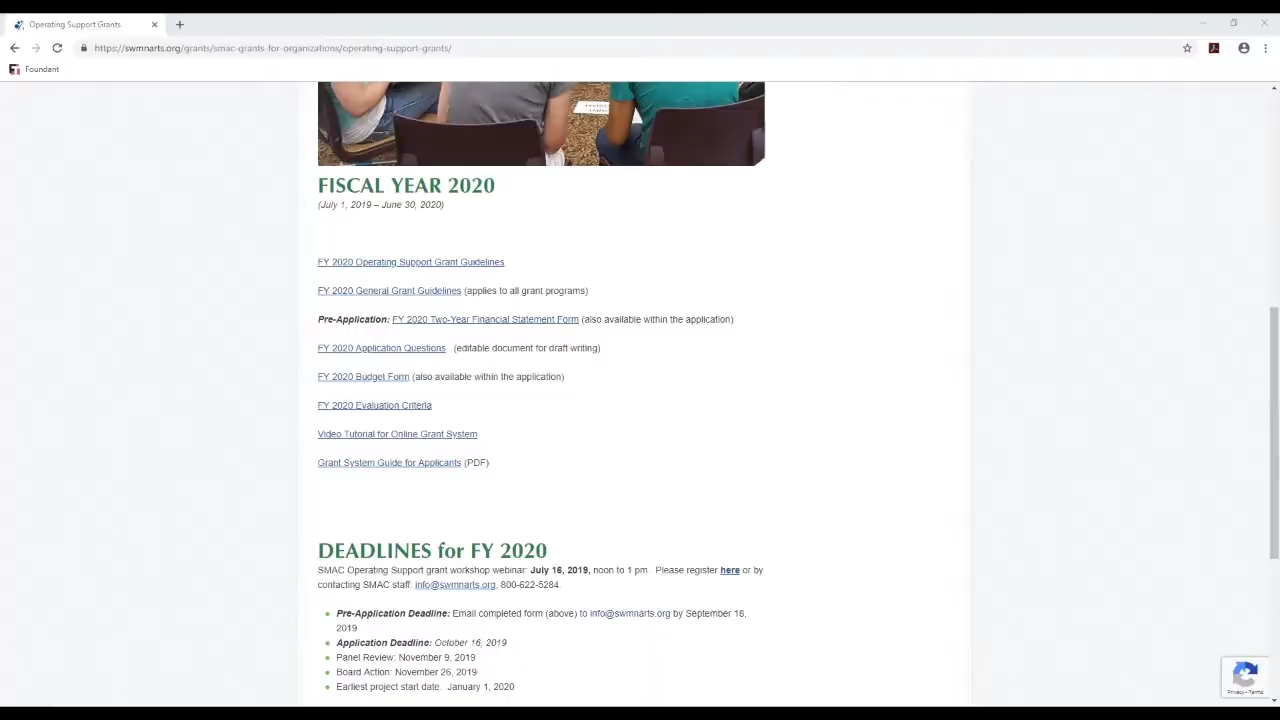 Operating Support Grants
https://swmnarts.org/grants/smac-grants-for-organizations/operating-support-grants/
Foundant
FISCAL YEAR 2020
(July 1, 2019 – June 30, 2020)
FY 2020 Operating Support Grant Guidelines
FY 2020 General Grant Guidelines (applies to all grant programs)
Pre-Application: FY 2020 Two-Year Financial Statement Form (also available within the application)
FY 2020 Application Questions (editable document for draft writing)
FY 2020 Budget Form (also available within the application)
FY 2020 Evaluation Criteria
Video Tutorial for Online Grant System
Grant System Guide for Applicants (PDF)
DEADLINES for FY 2020
SMAC Operating Support grant workshop webinar: July 16, 2019, noon to 1 pm. Please register here or by
contacting SMAC staff: info@swmnarts.org, 800-622-5284.
Pre-Application Deadline: Email completed form (above) to info@swmnarts.org by September 18,
2019
Application Deadline: October 16, 2019
Panel Review: November 9, 2019
Board Action: November 26, 2019
Earliest project start date: January 1, 2020
Privacy - Terms